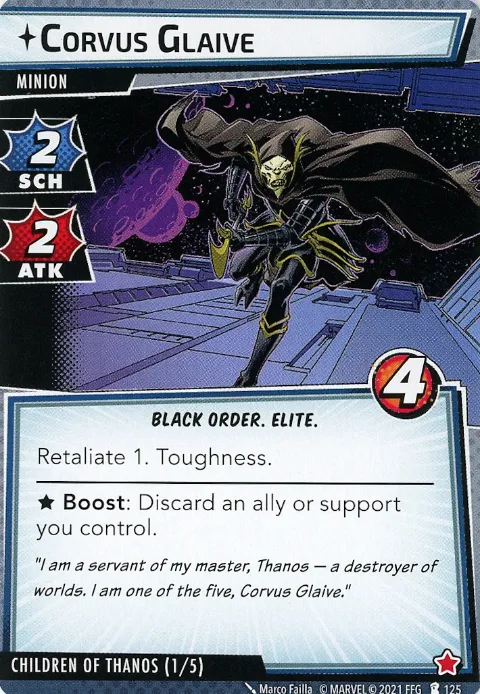 CORVUS GLAIVE
MINION
2
SCH
2
ATK
4
BLACK ORDER. ELITE.
Retaliate 1. Toughness.
★ Boost: Discard an ally or support
you control.
"I am a servant of my master, Thanos — a destroyer of
worlds. I am one of the five, Corvus Glaive."
CHILDREN OF THANOS (1/5)
Marco Failla © MARVEL © 2021 FFG 125